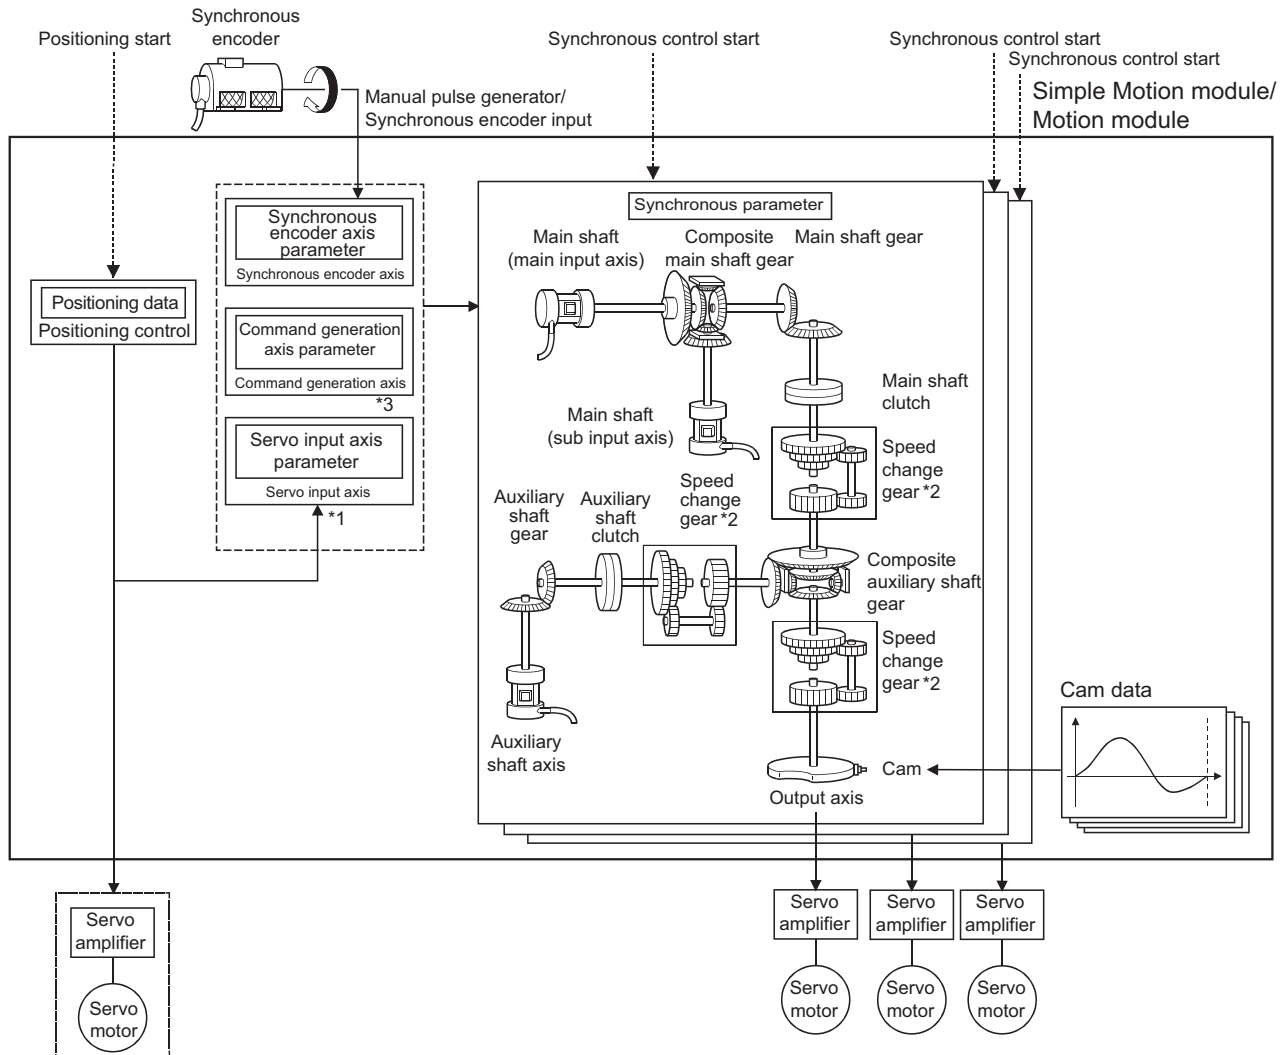 Positioning start
Synchronous
encoder
Synchronous control start
Synchronous control start
Synchronous control start
Manual pulse generator/
Synchronous encoder input
Simple Motion module/
Motion module
Synchronous
encoder axis
parameter
Synchronous encoder axis
Positioning data
Positioning control
Command generation
axis parameter
Command generation axis
*3
Servo input axis
parameter
Servo input axis
*1
Synchronous parameter
Main shaft
(main input axis)
Composite
main shaft gear
Main shaft gear
Main shaft
clutch
Main shaft
(sub input axis)
Speed
change
gear *2
Speed
change
gear *2
Auxiliary
shaft
gear
Auxiliary
shaft
clutch
Composite
auxiliary shaft
gear
Speed
change
gear *2
Auxiliary
shaft axis
Cam data
Cam
Output axis
Servo
amplifier
Servo
motor
Servo
amplifier
Servo
amplifier
Servo
amplifier
Servo
motor
Servo
motor
Servo
motor